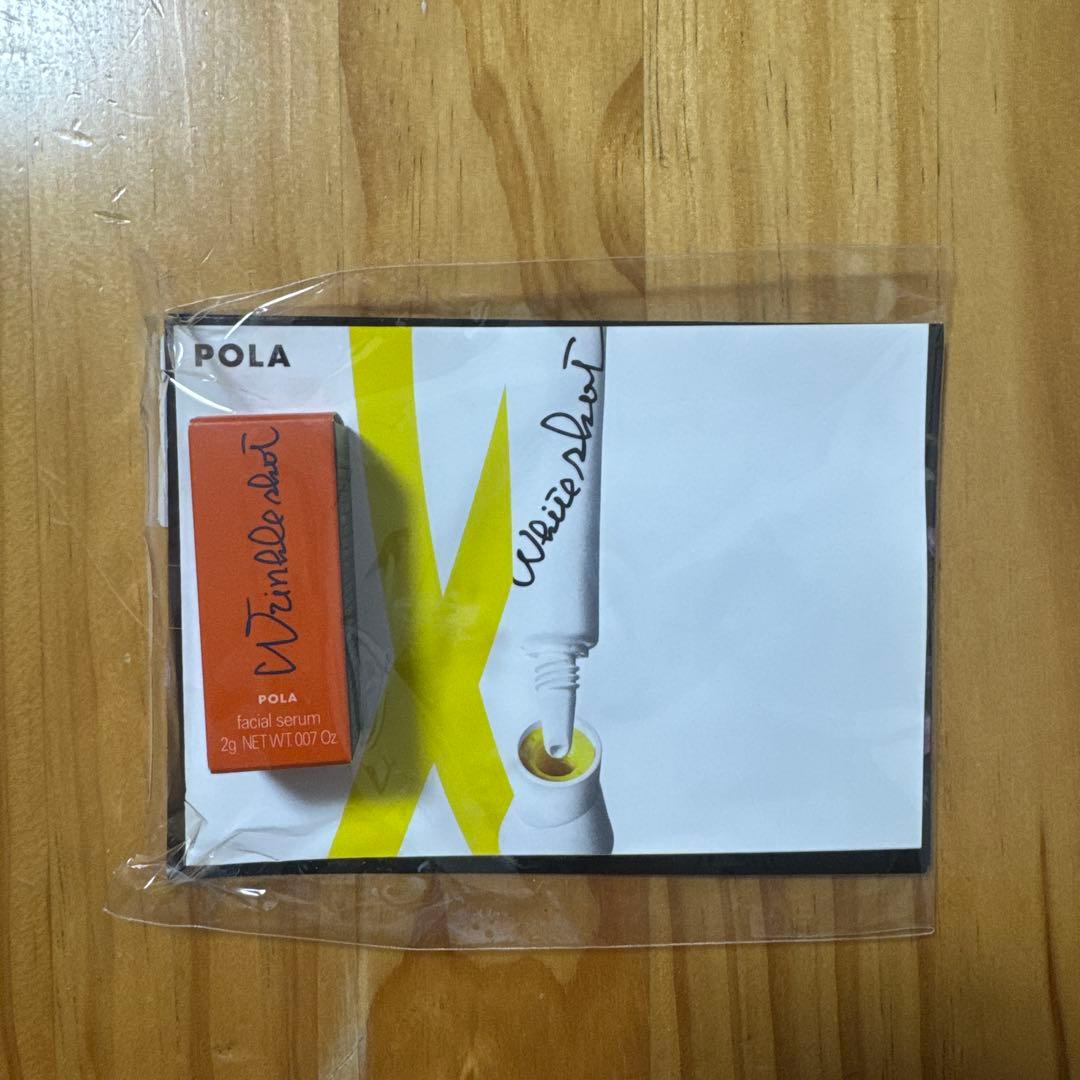 POLA
White shot
Wrinkle shot
POLA
facial serum
2g NET WT. 0.07 Oz